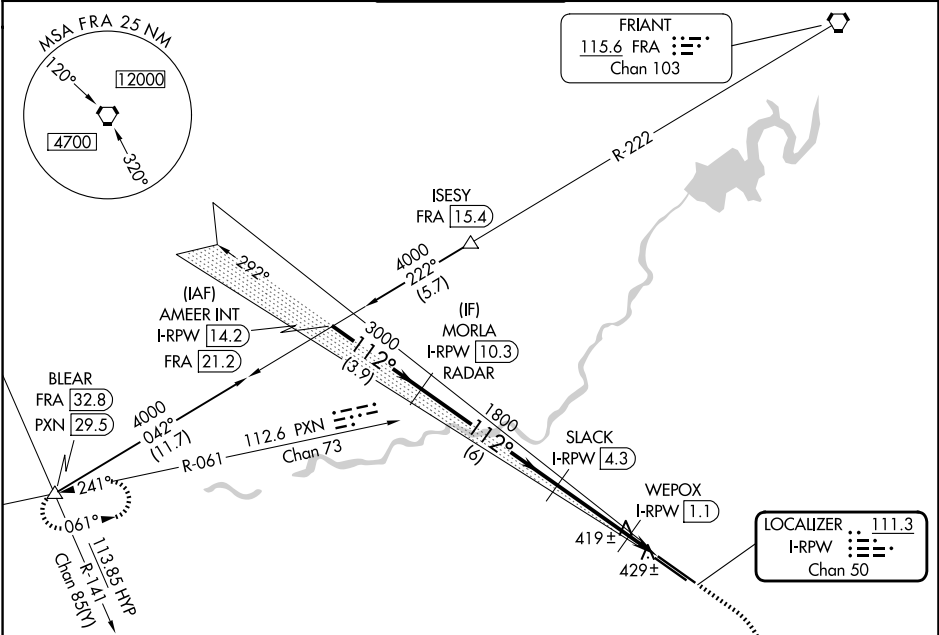 MSA FRA 25 NM
120°
12000
4700
320°
FRIANT
115.6 FRA
Chan 103
R-222
ISESY
FRA 15.4
4000
222°
(5.7)
292°
(IAF)
AMEER INT
I-RPW 14.2
FRA 21.2
3000
112°
(3.9)
(IF)
MORLA
I-RPW 10.3
RADAR
BLEAR
FRA 32.8
PXN 29.5
4000
042°
(11.7)
112.6 PXN
Chan 73
R-061
1800
112°
(6)
SLACK
I-RPW 4.3
WEPOX
I-RPW 1.1
241°
061°
113.85 HYP
R-141
Chan 85(Y)
419 ±
429 ±
LOCALIZER 111.3
I-RPW
Chan 50